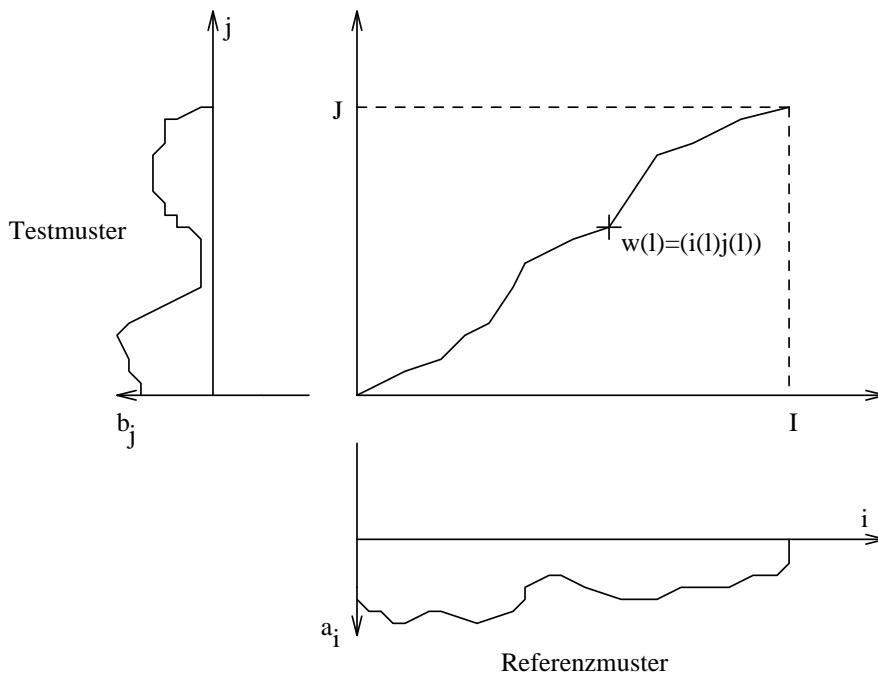 j
J
Testmuster
w(l)=(i(l)j(l))
b_j
I
i
a_i
Referenzmuster